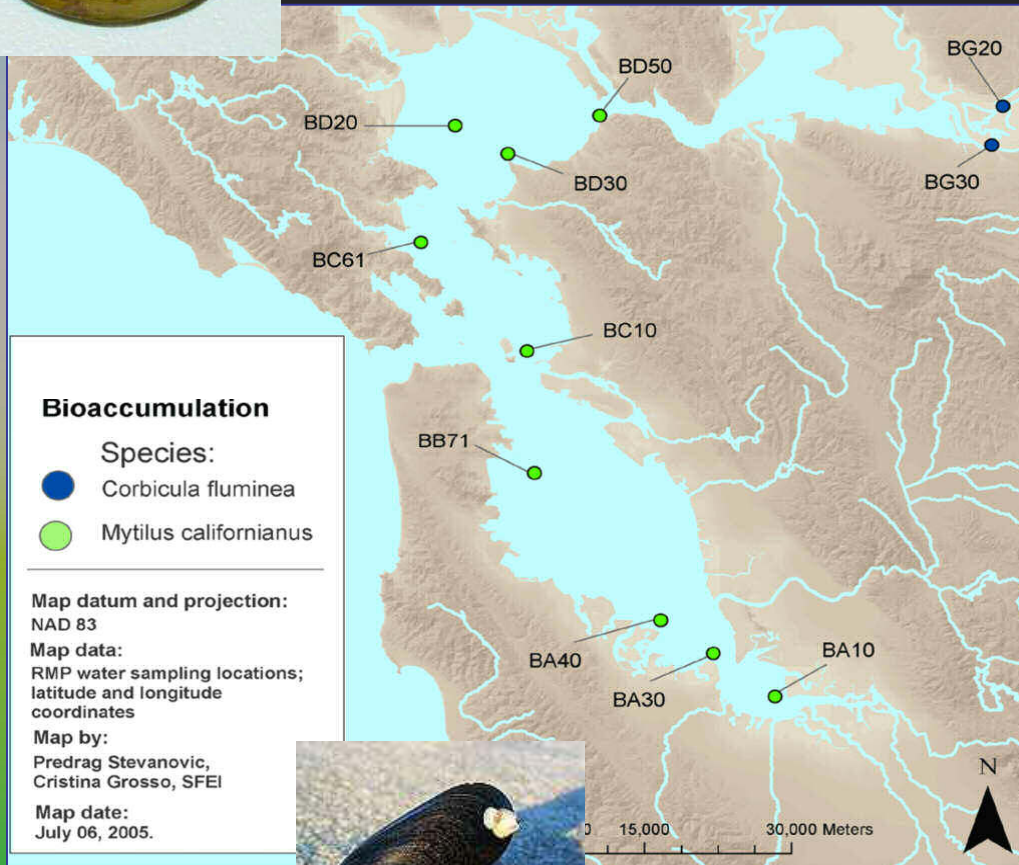 BG20
BD50
BD20
BD30
BG30
BC61
BC10
BB71
BA40
BA10
BA30
Bioaccumulation
Species:
Corbicula fluminea
Mytilus californianus
Map datum and projection:
NAD 83
Map data:
RMP water sampling locations;
latitude and longitude
coordinates
Map by:
Predrag Stevanovic,
Cristina Grosso, SFEI
Map date:
July 06, 2005.
N
0 15,000 30,000 Meters